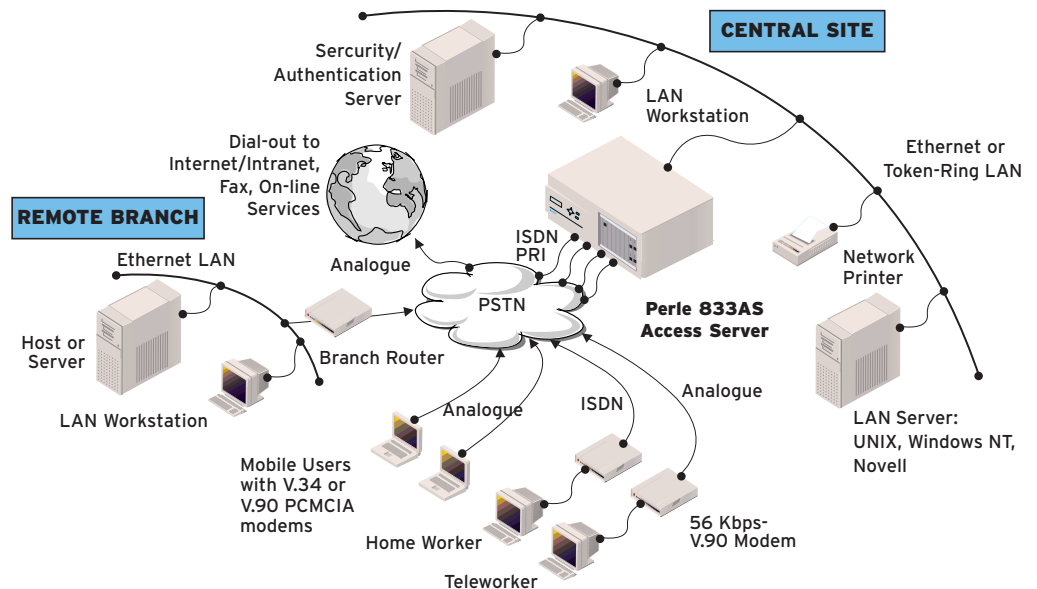 CENTRAL SITE
Sercurity/
Authentication
Server
LAN
Workstation
Dial-out to
Internet/Intranet,
Fax, On-line
Services
Ethernet or
Token-Ring LAN
REMOTE BRANCH
ISDN
PRI
Ethernet LAN
Analogue
Network
Printer
PSTN
Perle 833AS
Access Server
Host or
Server
Branch Router
LAN Workstation
Analogue
ISDN
Analogue
LAN Server:
UNIX, Windows NT,
Novell
Mobile Users
with V.34 or
V.90 PCMCIA
modems
56 Kbps-
V.90 Modem
Home Worker
Teleworker